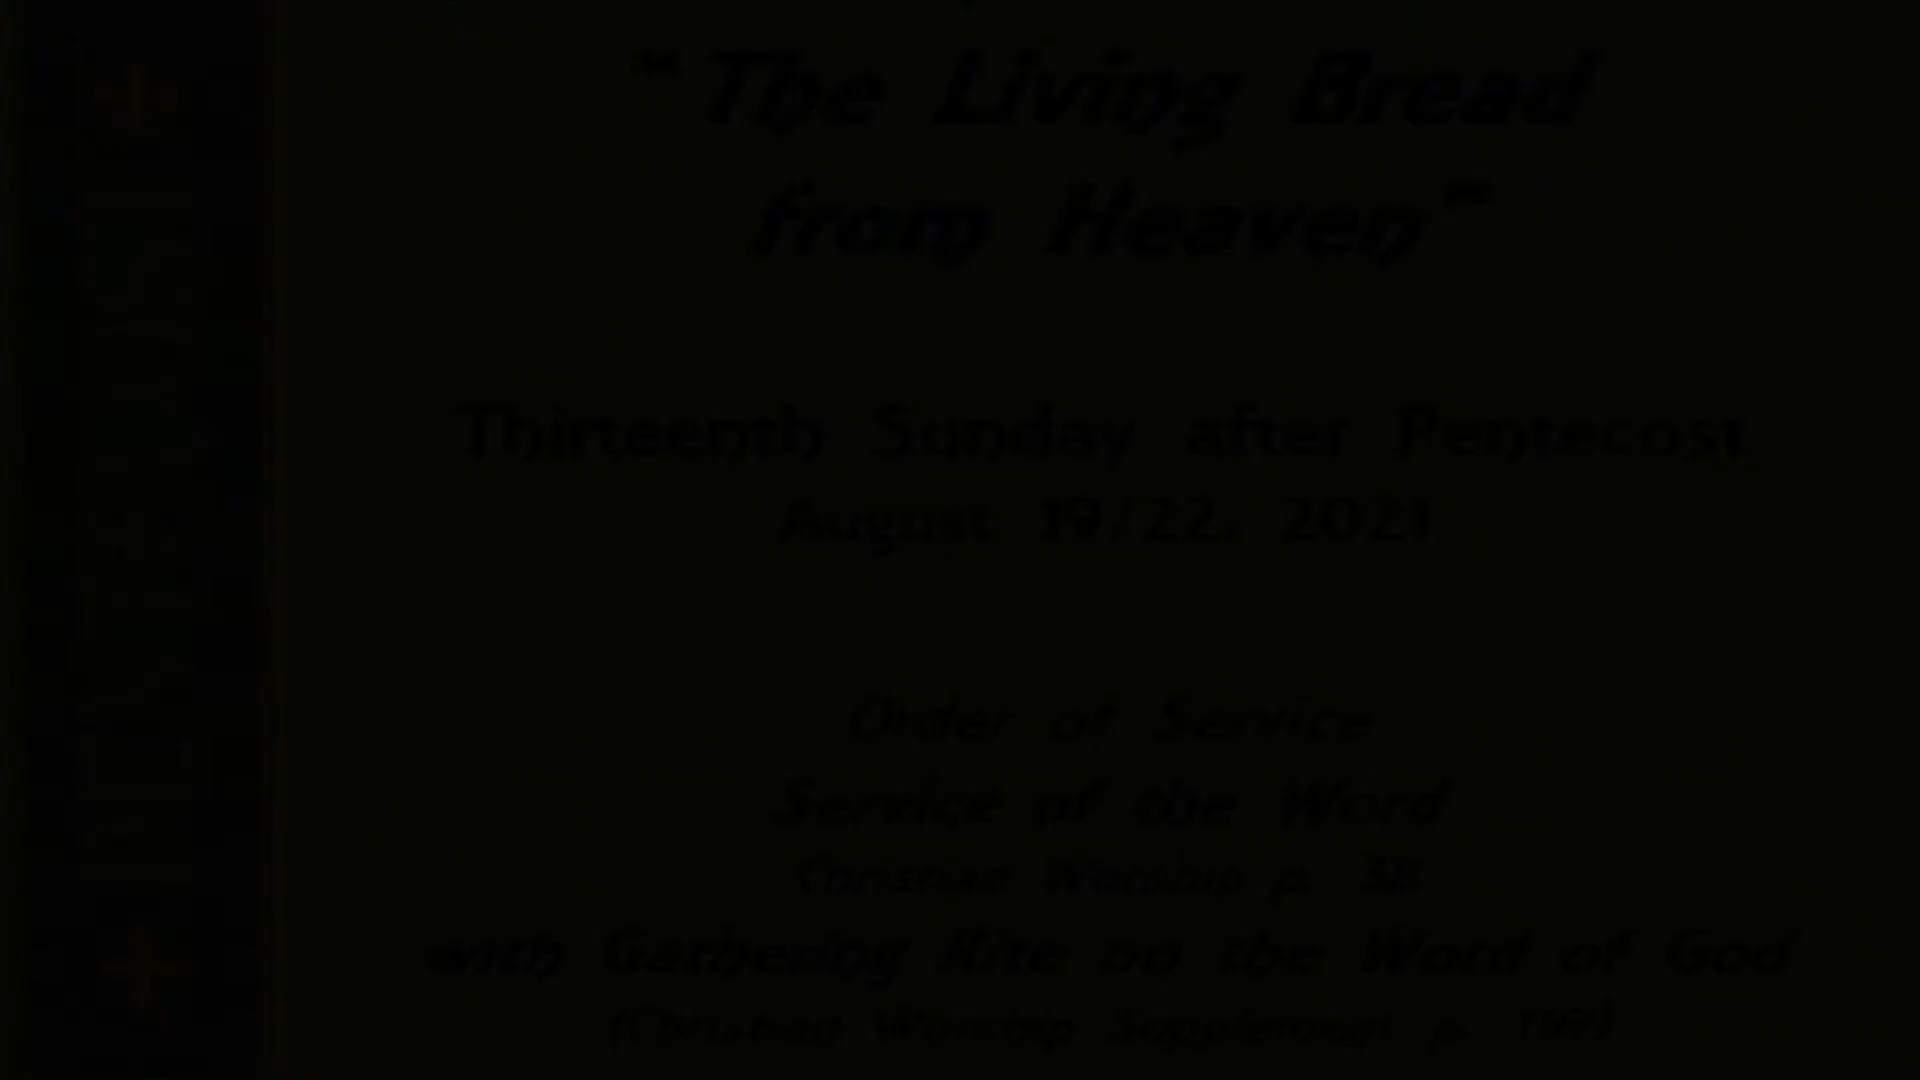 "The Living Bread
from Heaven"
Thirteenth Sunday after Pentecost
August 19/22, 2021
Order of Service
Service of the Word
Christian Worship p. 38
with Gathering Rite on the Word of God
(Christian Worship Supplement p.